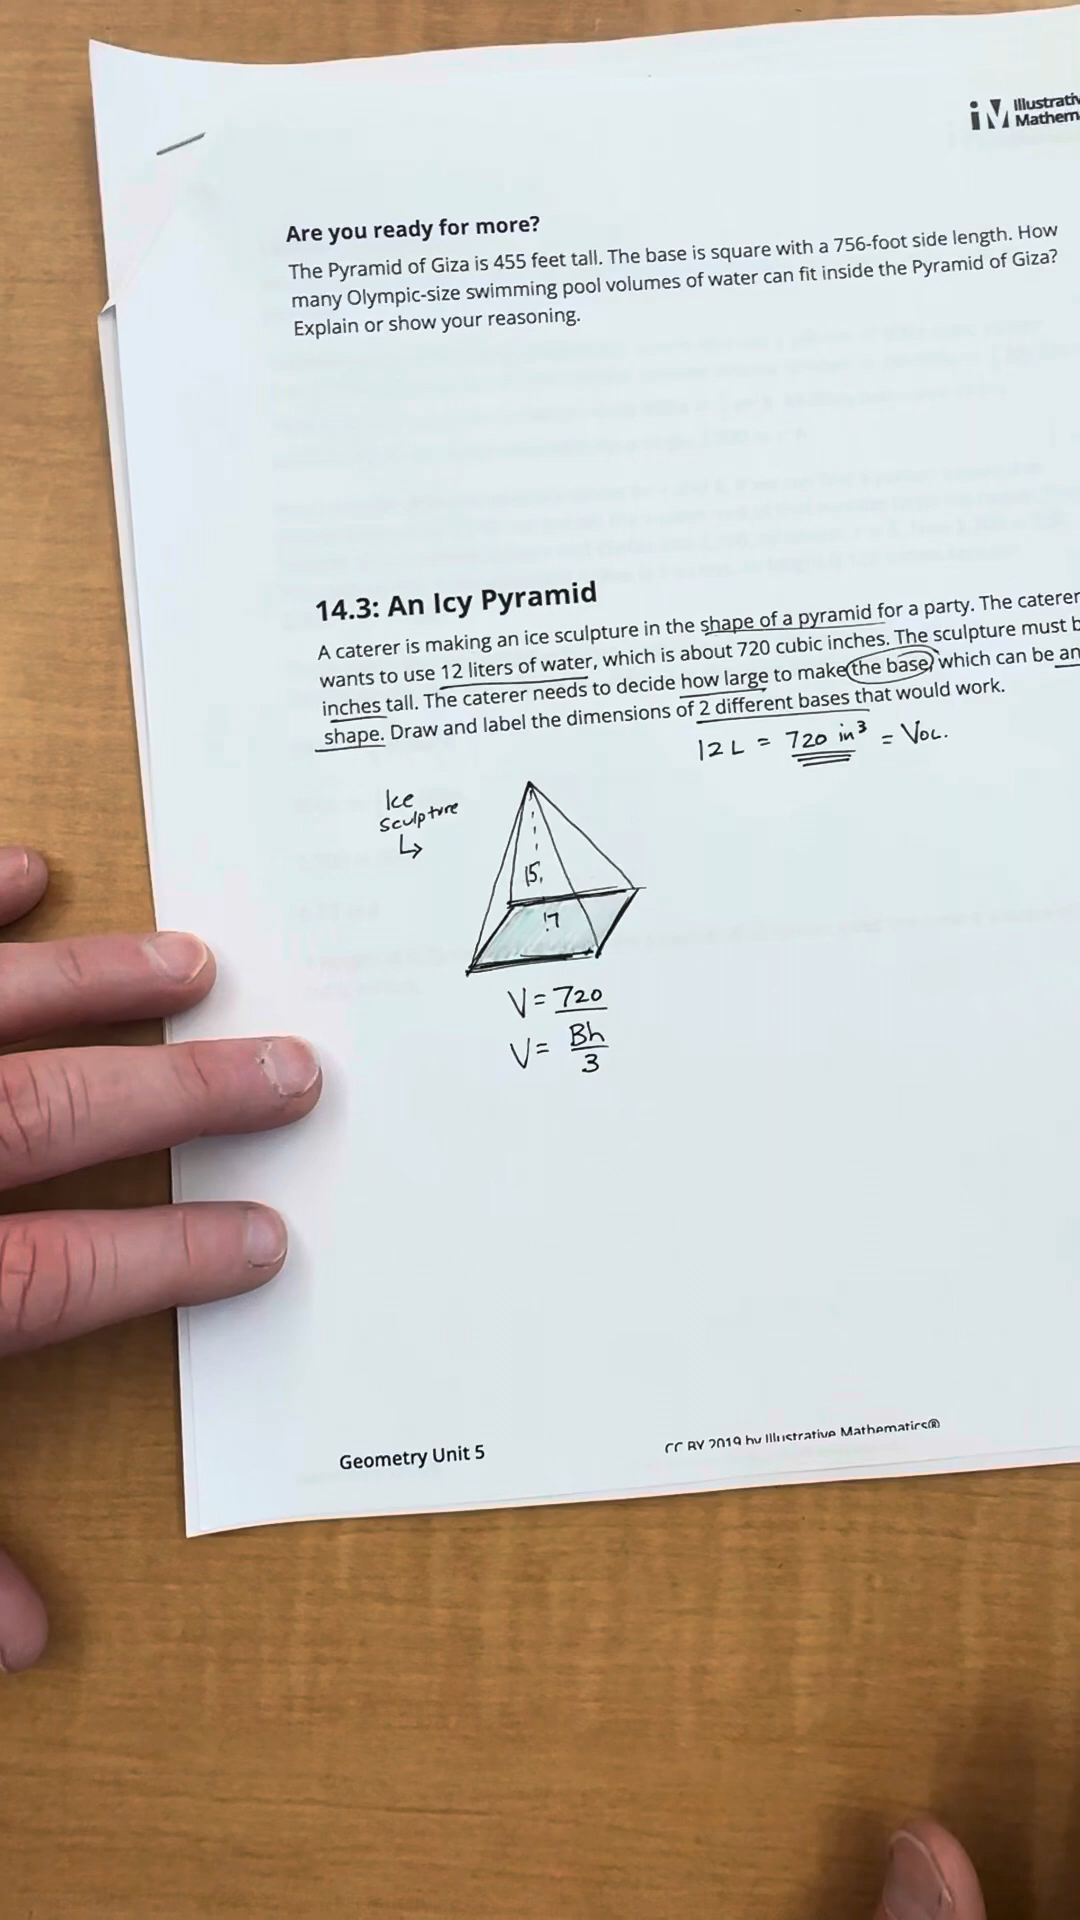 Illustrativ
Mathem
Are you ready for more?
The Pyramid of Giza is 455 feet tall. The base is square with a 756-foot side length. How
many Olympic-size swimming pool volumes of water can fit inside the Pyramid of Giza?
Explain or show your reasoning.
14.3: An Icy Pyramid
A caterer is making an ice sculpture in the shape of a pyramid for a party. The caterer
wants to use 12 liters of water, which is about 720 cubic inches. The sculpture must b
inches tall. The caterer needs to decide how large to make the base, which can be an
shape. Draw and label the dimensions of 2 different bases that would work.
12 L = 720 in³ = VOL.
Ice
sculpture
15
V = 720
V = Bh/3
Geometry Unit 5
CC BY 2019 by Illustrative Mathematics®